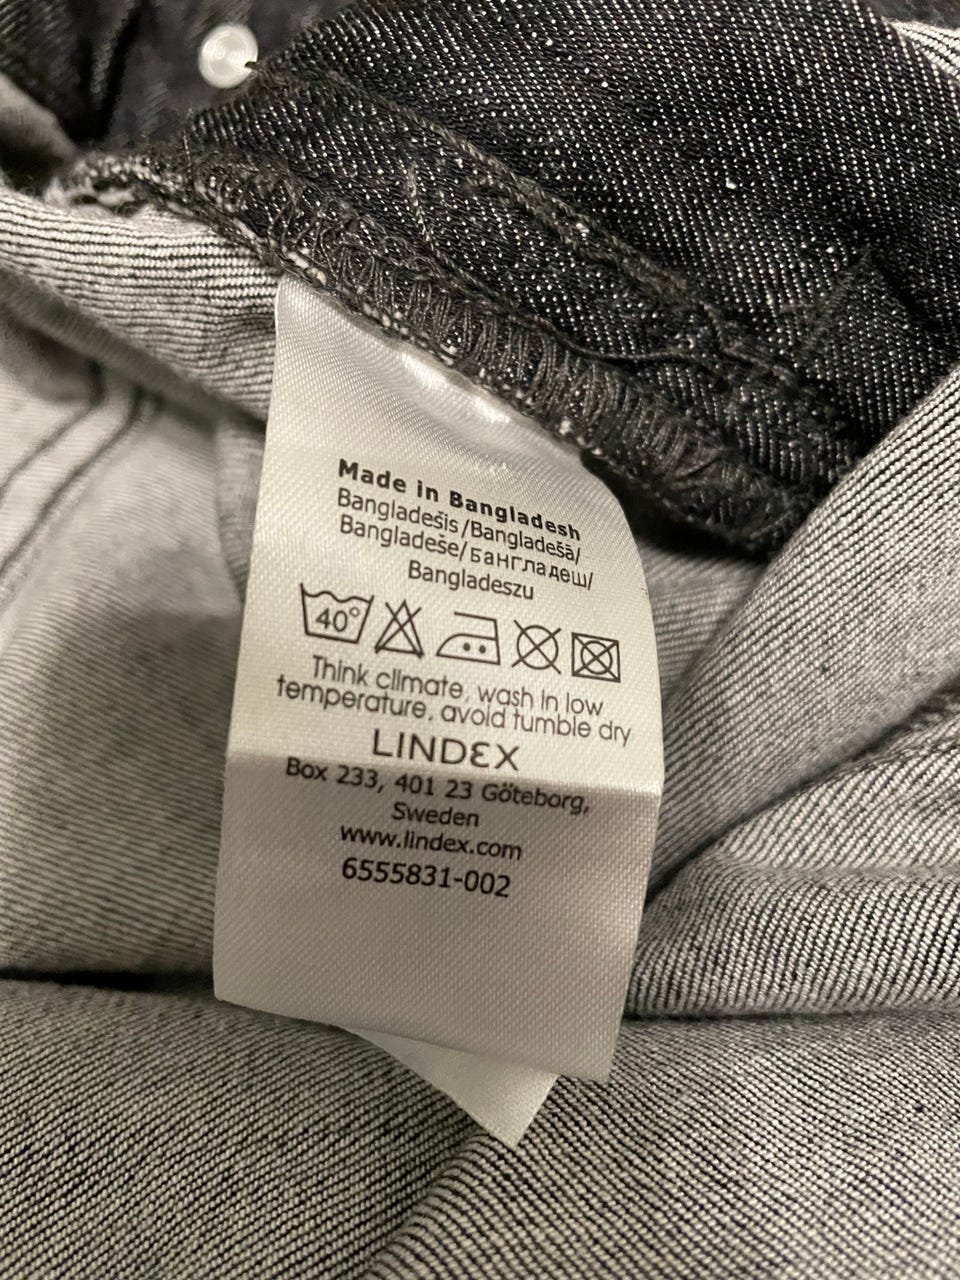 Made in Bangladesh
Bangladešis/Bangladešā/
Bangladeše/бангладеш/
Bangladeszu
40°
Think climate, wash in low
temperature, avoid tumble dry
LINDEX
Box 233, 401 23 Göteborg,
Sweden
www.lindex.com
6555831-002